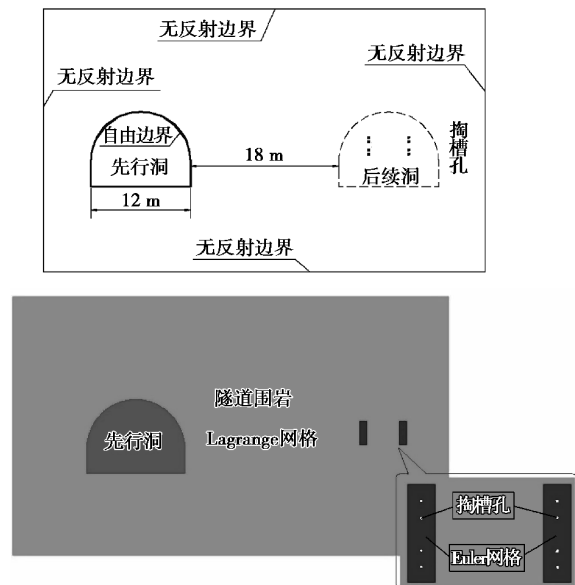 无反射边界
无反射边界
无反射边界
自由边界
先行洞
18 m
掏槽孔
后续洞
12 m
无反射边界
隧道围岩
先行洞
Lagrange网格
掏槽孔
Euler网格